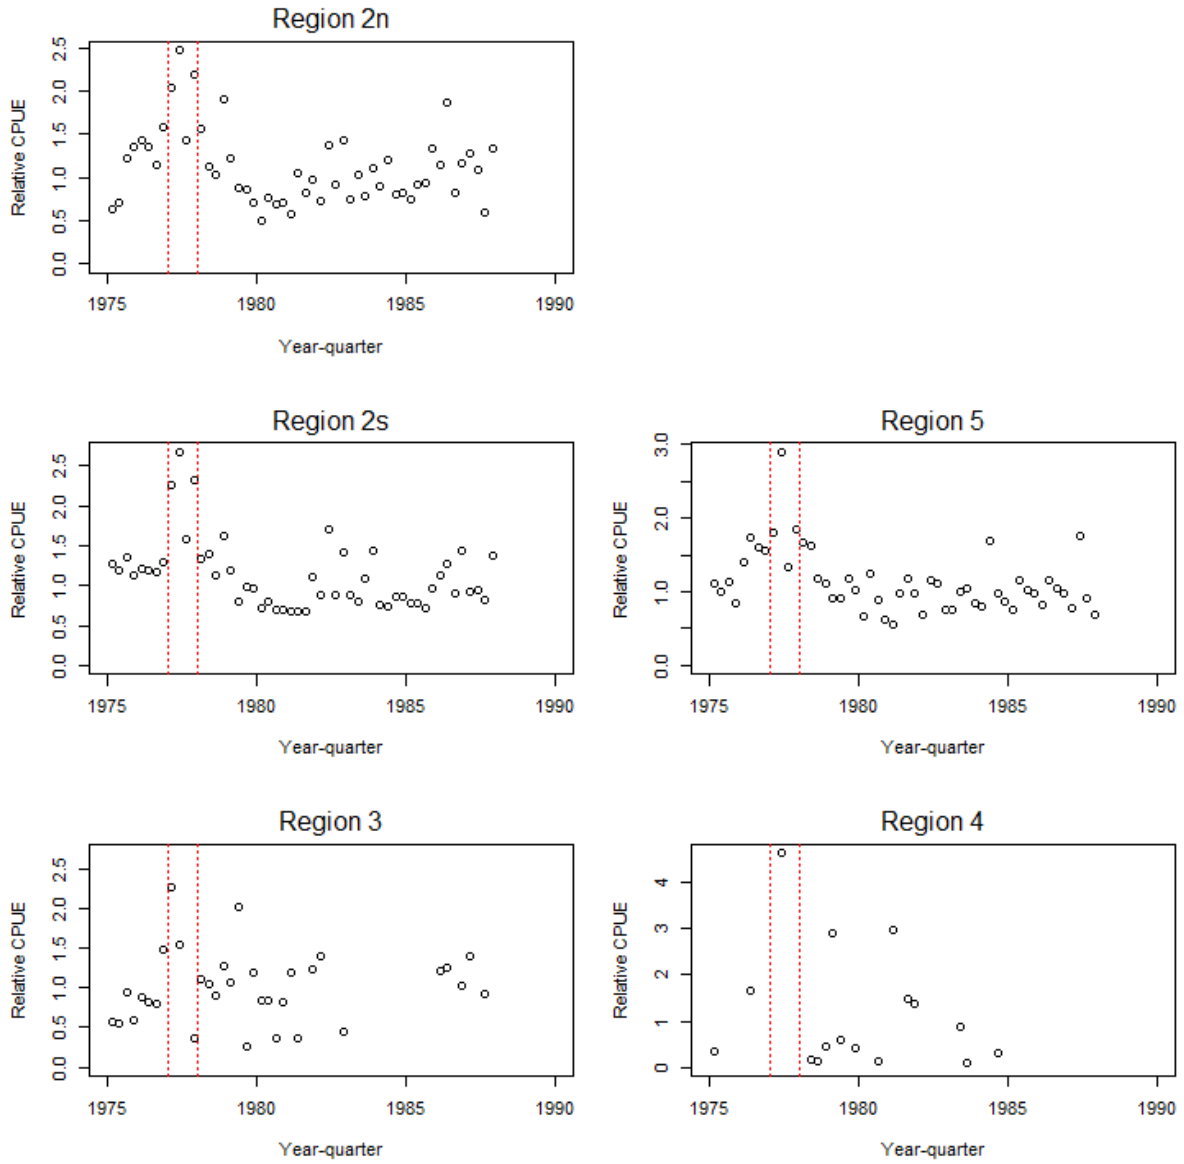 Region 2n
Relative CPUE
0.0 0.5 1.0 1.5 2.0 2.5
1975 1980 1985 1990
Year-quarter
Region 2s
Relative CPUE
0.0 0.5 1.0 1.5 2.0 2.5
1975 1980 1985 1990
Year-quarter
Region 5
Relative CPUE
0.0 1.0 2.0 3.0
1975 1980 1985 1990
Year-quarter
Region 3
Relative CPUE
0.0 0.5 1.0 1.5 2.0 2.5
1975 1980 1985 1990
Year-quarter
Region 4
Relative CPUE
0 1 2 3 4
1975 1980 1985 1990
Year-quarter